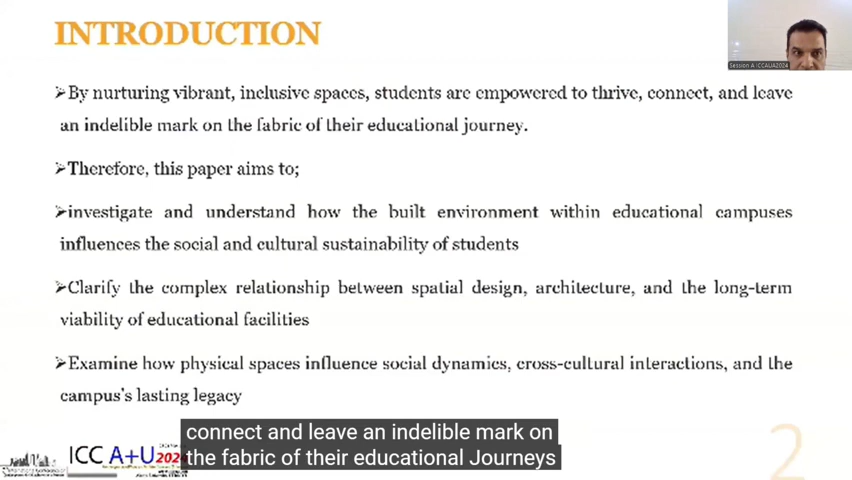 INTRODUCTION
Session A ICCAUA2024
➢By nurturing vibrant, inclusive spaces, students are empowered to thrive, connect, and leave
an indelible mark on the fabric of their educational journey.
➢Therefore, this paper aims to;
➢investigate and understand how the built environment within educational campuses
influences the social and cultural sustainability of students
➢Clarify the complex relationship between spatial design, architecture, and the long-term
viability of educational facilities
➢Examine how physical spaces influence social dynamics, cross-cultural interactions, and the
campus's lasting legacy
connect and leave an indelible mark on
the fabric of their educational Journeys
ICC A+U 2024
2